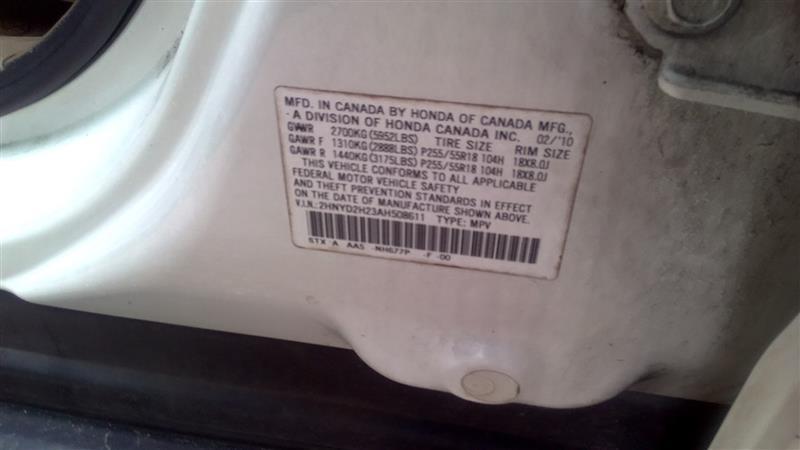 MFD. IN CANADA BY HONDA OF CANADA MFG.,
A DIVISION OF HONDA CANADA INC. 02/'10
GVWR 2700KG(5952LBS) TIRE SIZE RIM SIZE
GAWR F 1310KG(2888LBS) P255/55R18 104H 18X8.0J
GAWR R 1440KG(3175LBS) P255/55R18 104H 18X8.0J
THIS VEHICLE CONFORMS TO ALL APPLICABLE
FEDERAL MOTOR VEHICLE SAFETY
AND THEFT PREVENTION STANDARDS IN EFFECT
ON THE DATE OF MANUFACTURE SHOWN ABOVE.
V.I.N.:2HNYD2H23AH508611 TYPE: MPV
STX A AA5 -NH677P -F -00